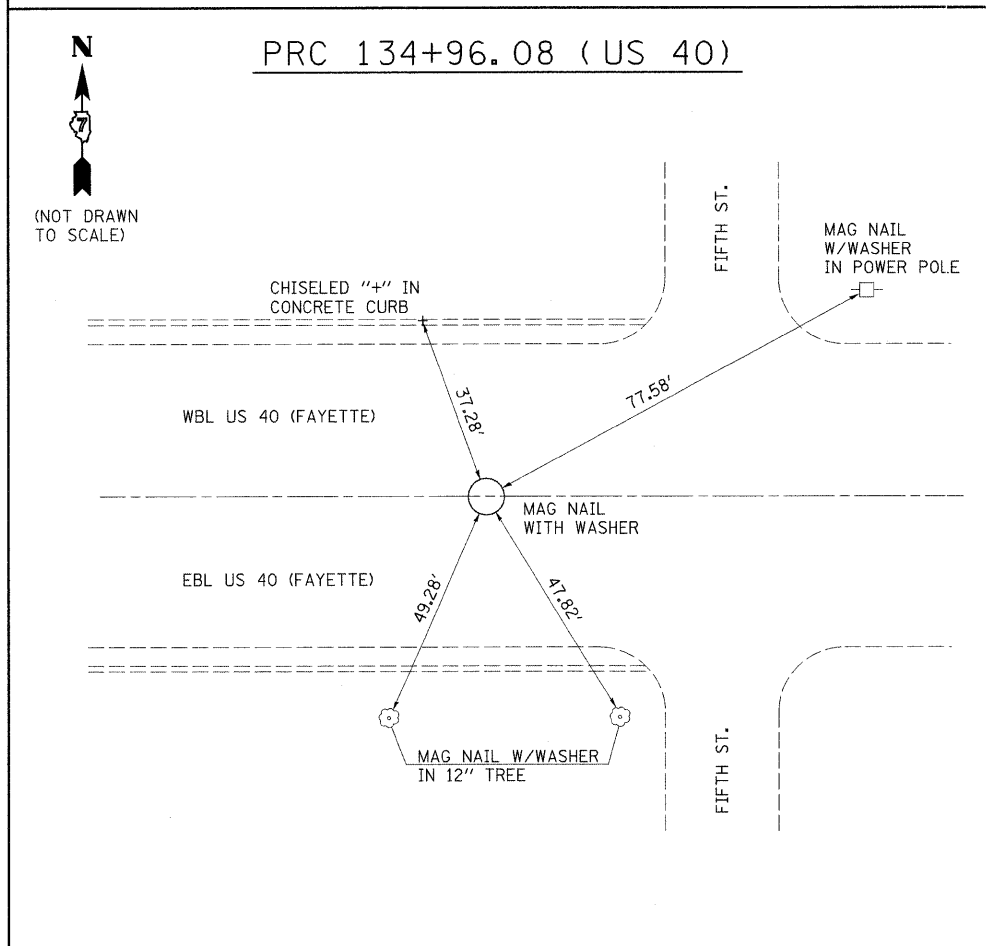 PRC 134+96.08 (US 40)
N
7
(NOT DRAWN
TO SCALE)
FIFTH ST.
MAG NAIL
W/WASHER
IN POWER POLE
CHISELED "+" IN
CONCRETE CURB
37.28'
77.58'
WBL US 40 (FAYETTE)
MAG NAIL
WITH WASHER
EBL US 40 (FAYETTE)
49.28'
47.82'
MAG NAIL W/WASHER
IN 12" TREE
FIFTH ST.